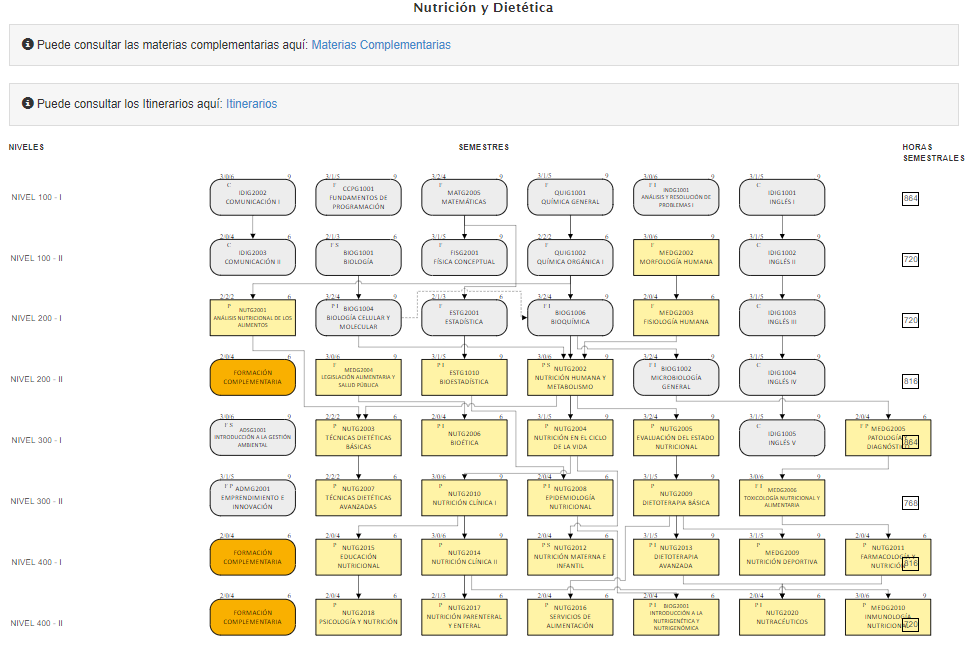 Nutrición y Dietética
Puede consultar las materias complementarias aquí: Materias Complementarias
Puede consultar los Itinerarios aquí: Itinerarios
NIVELES
SEMESTRES
HORAS
SEMESTRALES
NIVEL 100 - I
3/0/6 9
C
IDIG2002
COMUNICACIÓN I
3/1/5 9
F
CCPG1001
FUNDAMENTOS DE
PROGRAMACIÓN
3/2/4 9
F
MATG2005
MATEMÁTICAS
3/1/5 9
F
QUIG1001
QUÍMICA GENERAL
3/0/6 9
F I
INDG1001
ANÁLISIS Y RESOLUCIÓN DE
PROBLEMAS I
3/1/5 9
C
IDIG1001
INGLÉS I
864
NIVEL 100 - II
2/0/4 6
C
IDIG2003
COMUNICACIÓN II
2/1/3 6
F S
BIOG1001
BIOLOGÍA
3/1/5 9
F
FISG2001
FÍSICA CONCEPTUAL
2/2/2 6
F
QUIG1002
QUÍMICA ORGÁNICA I
3/0/6 9
F
MEDG2002
MORFOLOGÍA HUMANA
3/1/5 9
C
IDIG1002
INGLÉS II
720
NIVEL 200 - I
2/2/2 6
P
NUTG2001
ANÁLISIS NUTRICIONAL DE LOS
ALIMENTOS
3/2/4 9
P I
BIOG1004
BIOLOGÍA CELULAR Y
MOLECULAR
2/1/3 6
F
ESTG2001
ESTADÍSTICA
3/2/4 9
F I
BIOG1006
BIOQUÍMICA
2/0/4 6
F
MEDG2003
FISIOLOGÍA HUMANA
3/1/5 9
C
IDIG1003
INGLÉS III
720
NIVEL 200 - II
2/0/4 6
FORMACIÓN
COMPLEMENTARIA
3/0/6 9
F
MEDG2004
LEGISLACIÓN ALIMENTARIA Y
SALUD PÚBLICA
3/1/5 9
P I
ESTG1010
BIOESTADÍSTICA
3/0/6 9
P S
NUTG2002
NUTRICIÓN HUMANA Y
METABOLISMO
3/2/4 9
F I
BIOG1002
MICROBIOLOGÍA
GENERAL
3/1/5 9
C
IDIG1004
INGLÉS IV
816
NIVEL 300 - I
3/0/6 9
F S
ADSG1001
INTRODUCCIÓN A LA GESTIÓN
AMBIENTAL
2/2/2 6
P
NUTG2003
TÉCNICAS DIETÉTICAS
BÁSICAS
2/0/4 6
P I
NUTG2006
BIOÉTICA
3/1/5 9
P
NUTG2004
NUTRICIÓN EN EL CICLO
DE LA VIDA
3/2/4 9
P
NUTG2005
EVALUACIÓN DEL ESTADO
NUTRICIONAL
3/1/5 9
C
IDIG1005
INGLÉS V
2/0/4 6
F P
MEDG2005
PATOLOGÍA Y
DIAGNÓSTICO
864
NIVEL 300 - II
3/1/5 9
F P
ADMG2001
EMPRENDIMIENTO E
INNOVACIÓN
2/2/2 6
P
NUTG2007
TÉCNICAS DIETÉTICAS
AVANZADAS
3/0/6 9
P
NUTG2010
NUTRICIÓN CLÍNICA I
2/0/4 6
P I
NUTG2008
EPIDEMIOLOGÍA
NUTRICIONAL
3/1/5 9
P
NUTG2009
DIETOTERAPIA BÁSICA
3/0/6 9
F I
MEDG2006
TOXICOLOGÍA NUTRICIONAL Y
ALIMENTARIA
768
NIVEL 400 - I
2/0/4 6
FORMACIÓN
COMPLEMENTARIA
2/0/4 6
P
NUTG2015
EDUCACIÓN
NUTRICIONAL
3/0/6 9
P
NUTG2014
NUTRICIÓN CLÍNICA II
2/0/4 6
P S
NUTG2012
NUTRICIÓN MATERNA E
INFANTIL
3/1/5 9
P I
NUTG2013
DIETOTERAPIA
AVANZADA
3/1/5 9
P
MEDG2009
NUTRICIÓN DEPORTIVA
2/0/4 6
P
NUTG2011
FARMACOLOGÍA Y
NUTRICIÓN
816
NIVEL 400 - II
2/0/4 6
FORMACIÓN
COMPLEMENTARIA
2/0/4 6
P
NUTG2018
PSICOLOGÍA Y NUTRICIÓN
2/1/3 6
P
NUTG2017
NUTRICIÓN PARENTERAL
Y ENTERAL
2/0/4 6
P
NUTG2016
SERVICIOS DE
ALIMENTACIÓN
2/0/4 6
P I
BIOG2001
INTRODUCCIÓN A LA
NUTRIGENÉTICA Y
NUTRIGENÓMICA
2/0/4 6
P I
NUTG2020
NUTRACÉUTICOS
3/0/6 9
P
MEDG2010
INMUNOLOGÍA
NUTRICIONAL
720